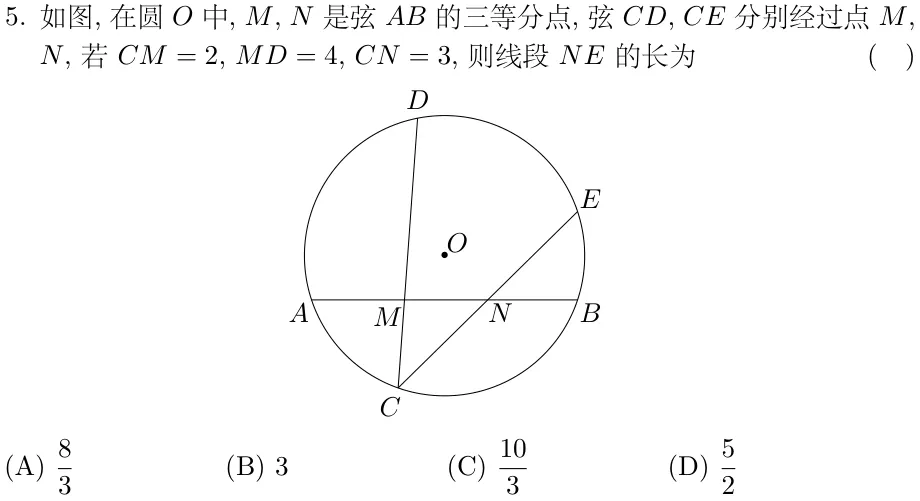 5. 如图, 在圆 O 中, M, N 是弦 AB 的三等分点, 弦 CD, CE 分别经过点 M,
N, 若 CM = 2, MD = 4, CN = 3, 则线段 NE 的长为 ( )
D
E
O
A M N B
C
(A) 8/3 (B) 3 (C) 10/3 (D) 5/2